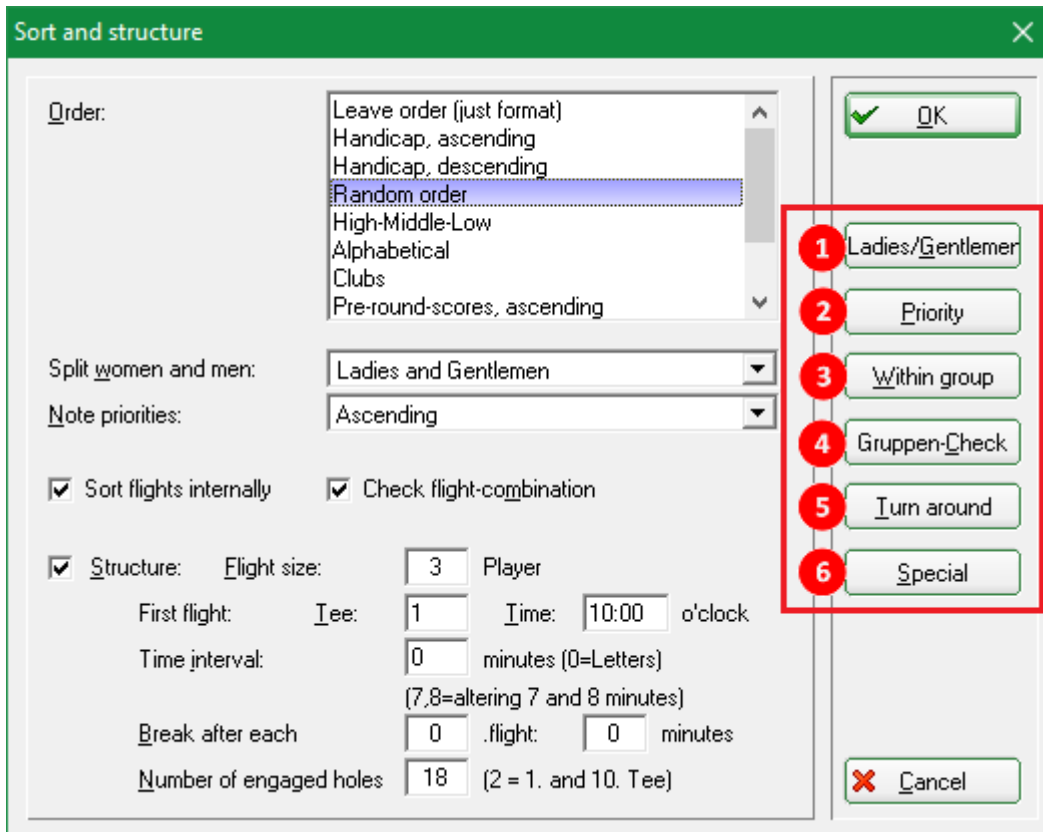 Sort and structure
Order:
Leave order (just format)
Handicap, ascending
Handicap, descending
Random order
High-Middle-Low
Alphabetical
Clubs
Pre-round-scores, ascending
Split women and men: Ladies and Gentlemen
Note priorities: Ascending
Sort flights internally Check flight-combination
Structure: Flight size: 3 Player
First flight: Tee: 1 Time: 10:00 o'clock
Time interval: 0 minutes (0=Letters)
(7,8=altering 7 and 8 minutes)
Break after each 0 .flight: 0 minutes
Number of engaged holes 18 (2 = 1. and 10. Tee)
OK
1 Ladies/Gentlemen
2 Priority
3 Within group
4 Gruppen-Check
5 Turn around
6 Special
Cancel